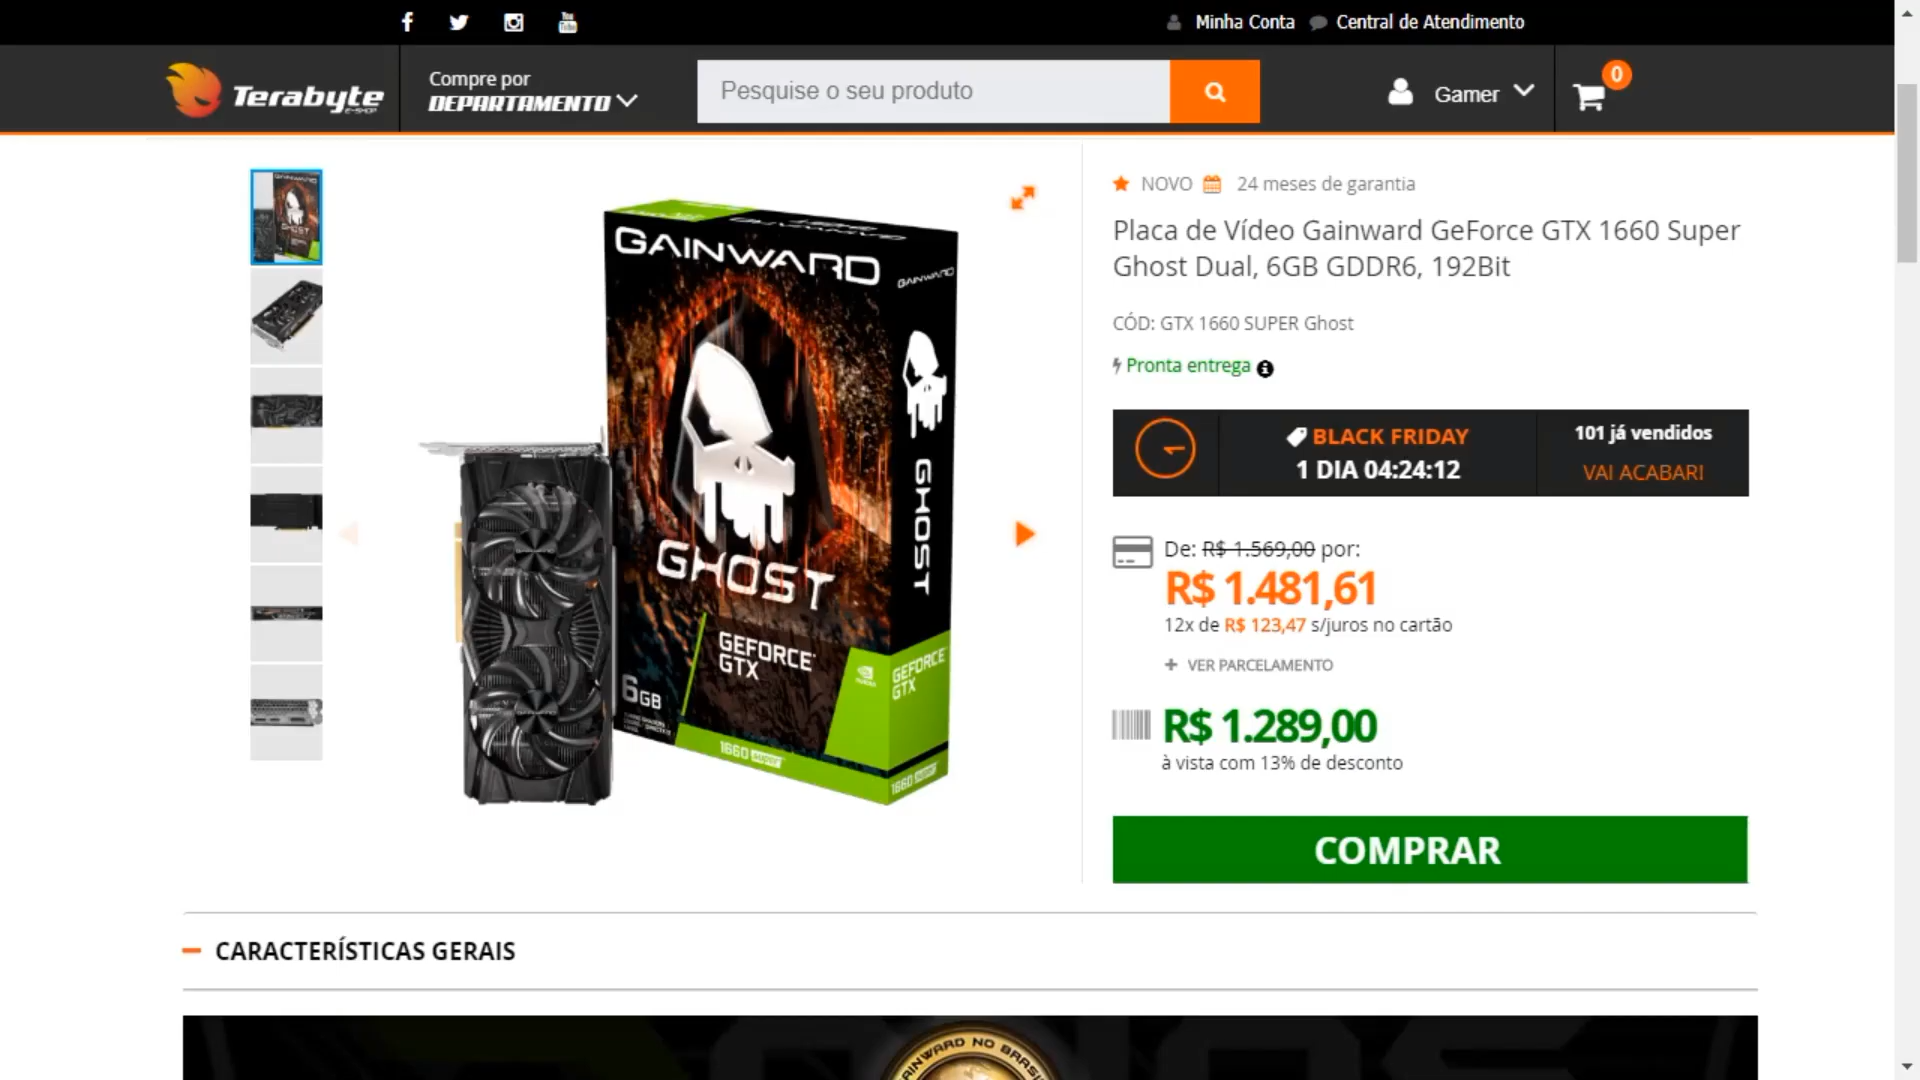 You Tube
Minha Conta
Central de Atendimento
Terabyte
E-SHOP
Compre por
DEPARTAMENTO
Pesquise o seu produto
Gamer
0
NOVO
24 meses de garantia
Placa de Vídeo Gainward GeForce GTX 1660 Super
Ghost Dual, 6GB GDDR6, 192Bit
CÓD: GTX 1660 SUPER Ghost
Pronta entrega
BLACK FRIDAY
1 DIA 04:24:12
101 já vendidos
VAI ACABAR!
De: R$ 1.569,00 por:
R$ 1.481,61
12x de R$ 123,47 s/juros no cartão
+ VER PARCELAMENTO
R$ 1.289,00
à vista com 13% de desconto
COMPRAR
GAINWARD
GAINWARD
GHOST
GHOST
GEFORCE
GTX
6GB
1660 SUPER
NVIDIA
GEFORCE
GTX
1660 SUPER
CARACTERÍSTICAS GERAIS
GAINWARD NO BRASIL